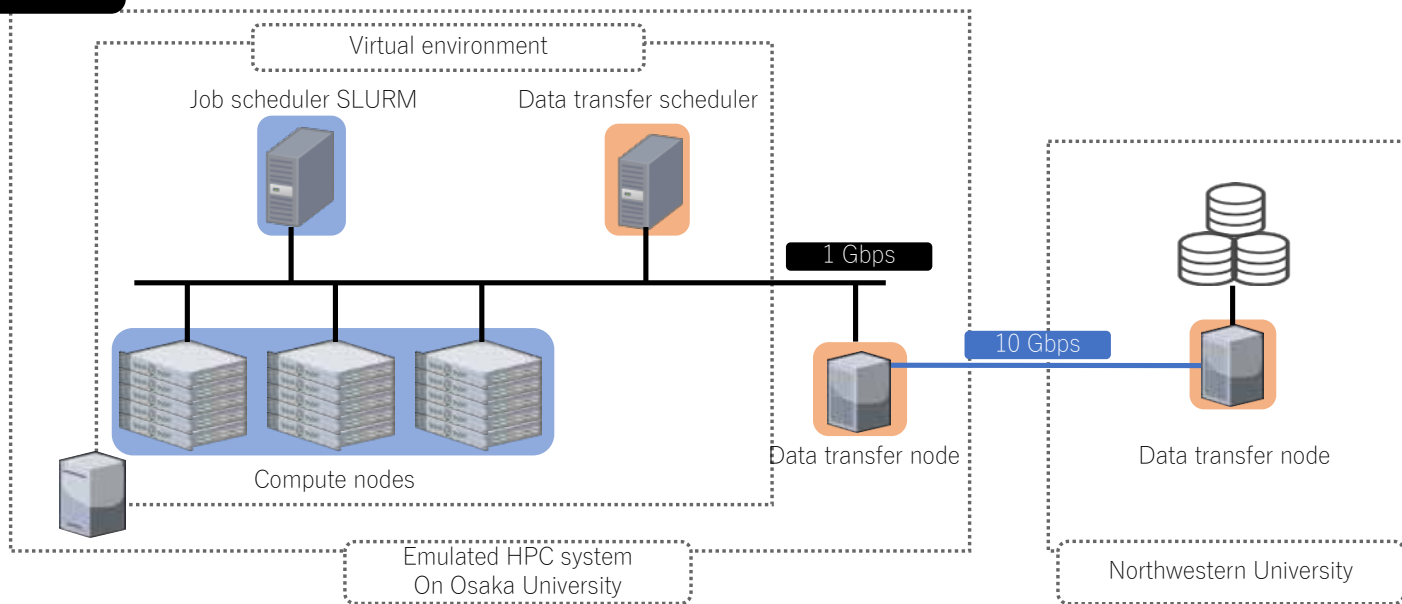 Virtual environment
Job scheduler SLURM
Data transfer scheduler
1 Gbps
10 Gbps
Data transfer node
Data transfer node
Compute nodes
Emulated HPC system
On Osaka University
Northwestern University